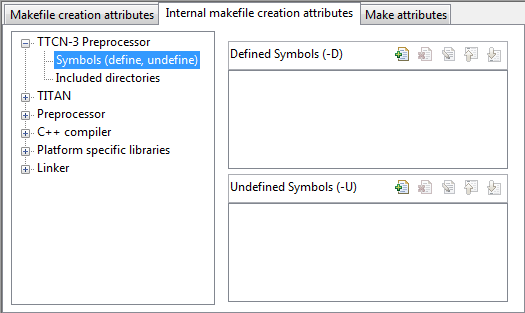 Makefile creation attributes Internal makefile creation attributes Make attributes
TTCN-3 Preprocessor
Symbols (define, undefine)
Included directories
TITAN
Preprocessor
C++ compiler
Platform specific libraries
Linker
Defined Symbols (-D)
Undefined Symbols (-U)